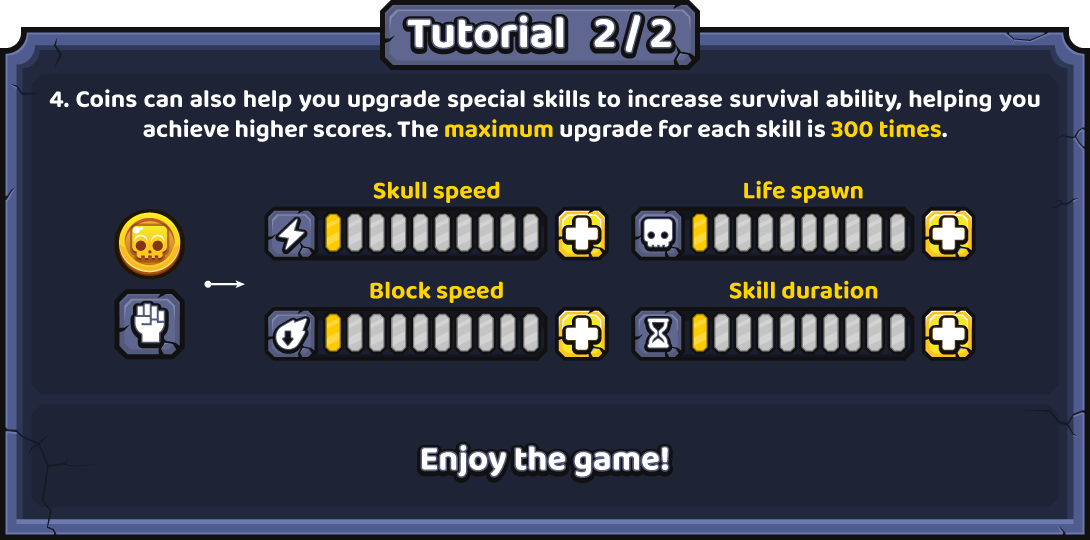 Tutorial 2/2
4. Coins can also help you upgrade special skills to increase survival ability, helping you
achieve higher scores. The maximum upgrade for each skill is 300 times.
Skull speed
Life spawn
Block speed
Skill duration
Enjoy the game!